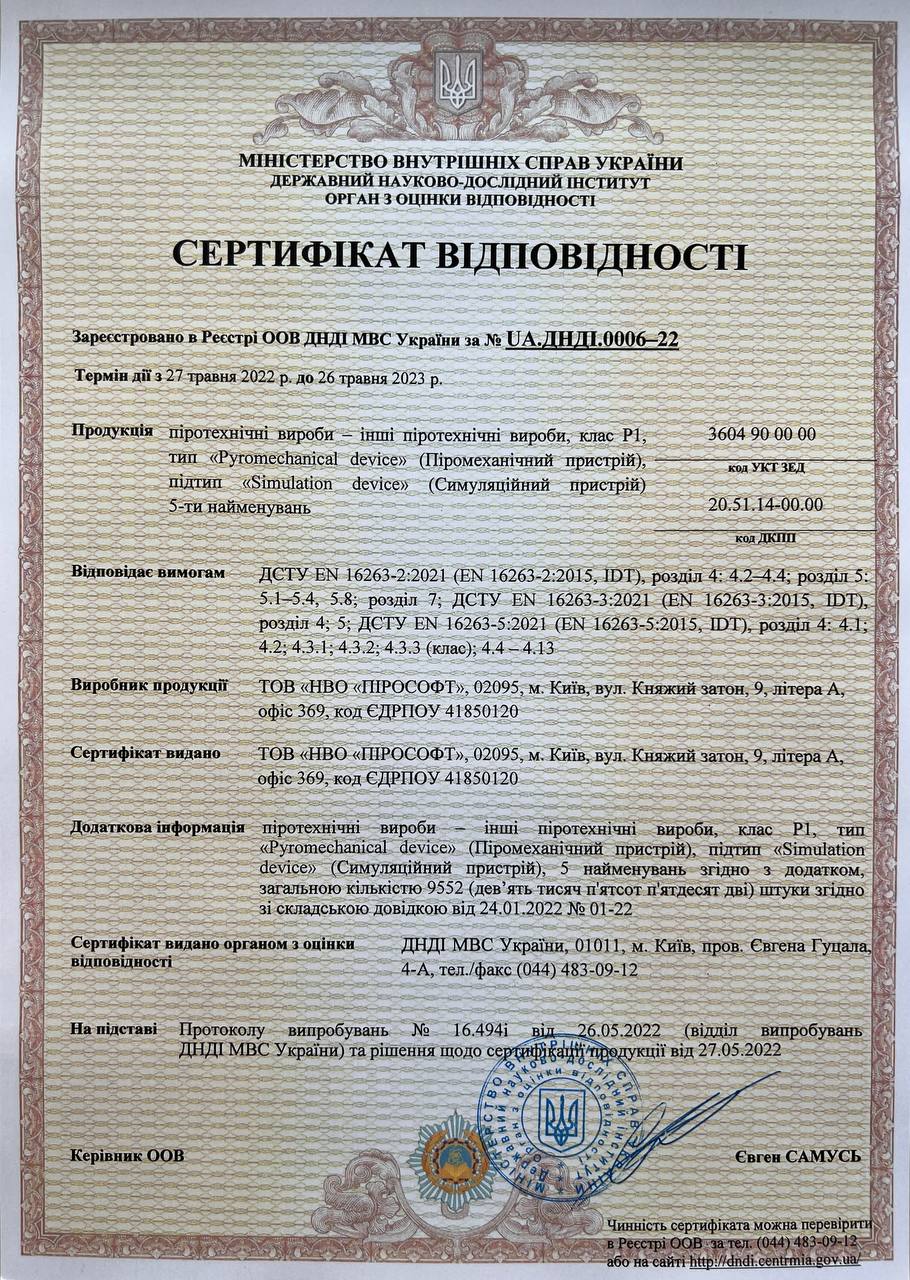 МІНІСТЕРСТВО ВНУТРІШНІХ СПРАВ УКРАЇНИ
ДЕРЖАВНИЙ НАУКОВО-ДОСЛІДНИЙ ІНСТИТУТ
ОРГАН З ОЦІНКИ ВІДПОВІДНОСТІ
СЕРТИФІКАТ ВІДПОВІДНОСТІ
Зареєстровано в Реєстрі ООВ ДНДІ МВС України за № UA.ДНДІ.0006–22
Термін дії з 27 травня 2022 р. до 26 травня 2023 р.
Продукція піротехнічні вироби – інші піротехнічні вироби, клас Р1,
тип «Pyromechanical device» (Піромеханічний пристрій),
підтип «Simulation device» (Симуляційний пристрій)
5-ти найменувань
3604 90 00 00
код УКТ ЗЕД
20.51.14-00.00
код ДКПП
Відповідає вимогам ДСТУ EN 16263-2:2021 (EN 16263-2:2015, IDT), розділ 4: 4.2–4.4; розділ 5:
5.1–5.4, 5.8; розділ 7; ДСТУ EN 16263-3:2021 (EN 16263-3:2015, IDT),
розділ 4; 5; ДСТУ EN 16263-5:2021 (EN 16263-5:2015, IDT), розділ 4: 4.1;
4.2; 4.3.1; 4.3.2; 4.3.3 (клас); 4.4 – 4.13
Виробник продукції ТОВ «НВО «ПІРОСОФТ», 02095, м. Київ, вул. Княжий затон, 9, літера А,
офіс 369, код ЄДРПОУ 41850120
Сертифікат видано ТОВ «НВО «ПІРОСОФТ», 02095, м. Київ, вул. Княжий затон, 9, літера А,
офіс 369, код ЄДРПОУ 41850120
Додаткова інформація піротехнічні вироби – інші піротехнічні вироби, клас Р1, тип
«Pyromechanical device» (Піромеханічний пристрій), підтип «Simulation
device» (Симуляційний пристрій), 5 найменувань згідно з додатком,
загальною кількістю 9552 (дев’ять тисяч п'ятсот п'ятдесят дві) штуки згідно
зі складською довідкою від 24.01.2022 № 01-22
Сертифікат видано органом з оцінки
відповідності
ДНДІ МВС України, 01011, м. Київ, пров. Євгена Гуцала,
4-А, тел./факс (044) 483-09-12
На підставі Протоколу випробувань № 16.494і від 26.05.2022 (відділ випробувань
ДНДІ МВС України) та рішення щодо сертифікації продукції від 27.05.2022
МІНІСТЕРСТВО ВНУТРІШНІХ СПРАВ УКРАЇНИ
Державний науково-дослідний інститут
Орган з оцінки відповідності
Керівник ООВ
Євген САМУСЬ
Чинність сертифіката можна перевірити
в Реєстрі ООВ за тел. (044) 483-09-12
або на сайті http://dndi.centrmia.gov.ua/